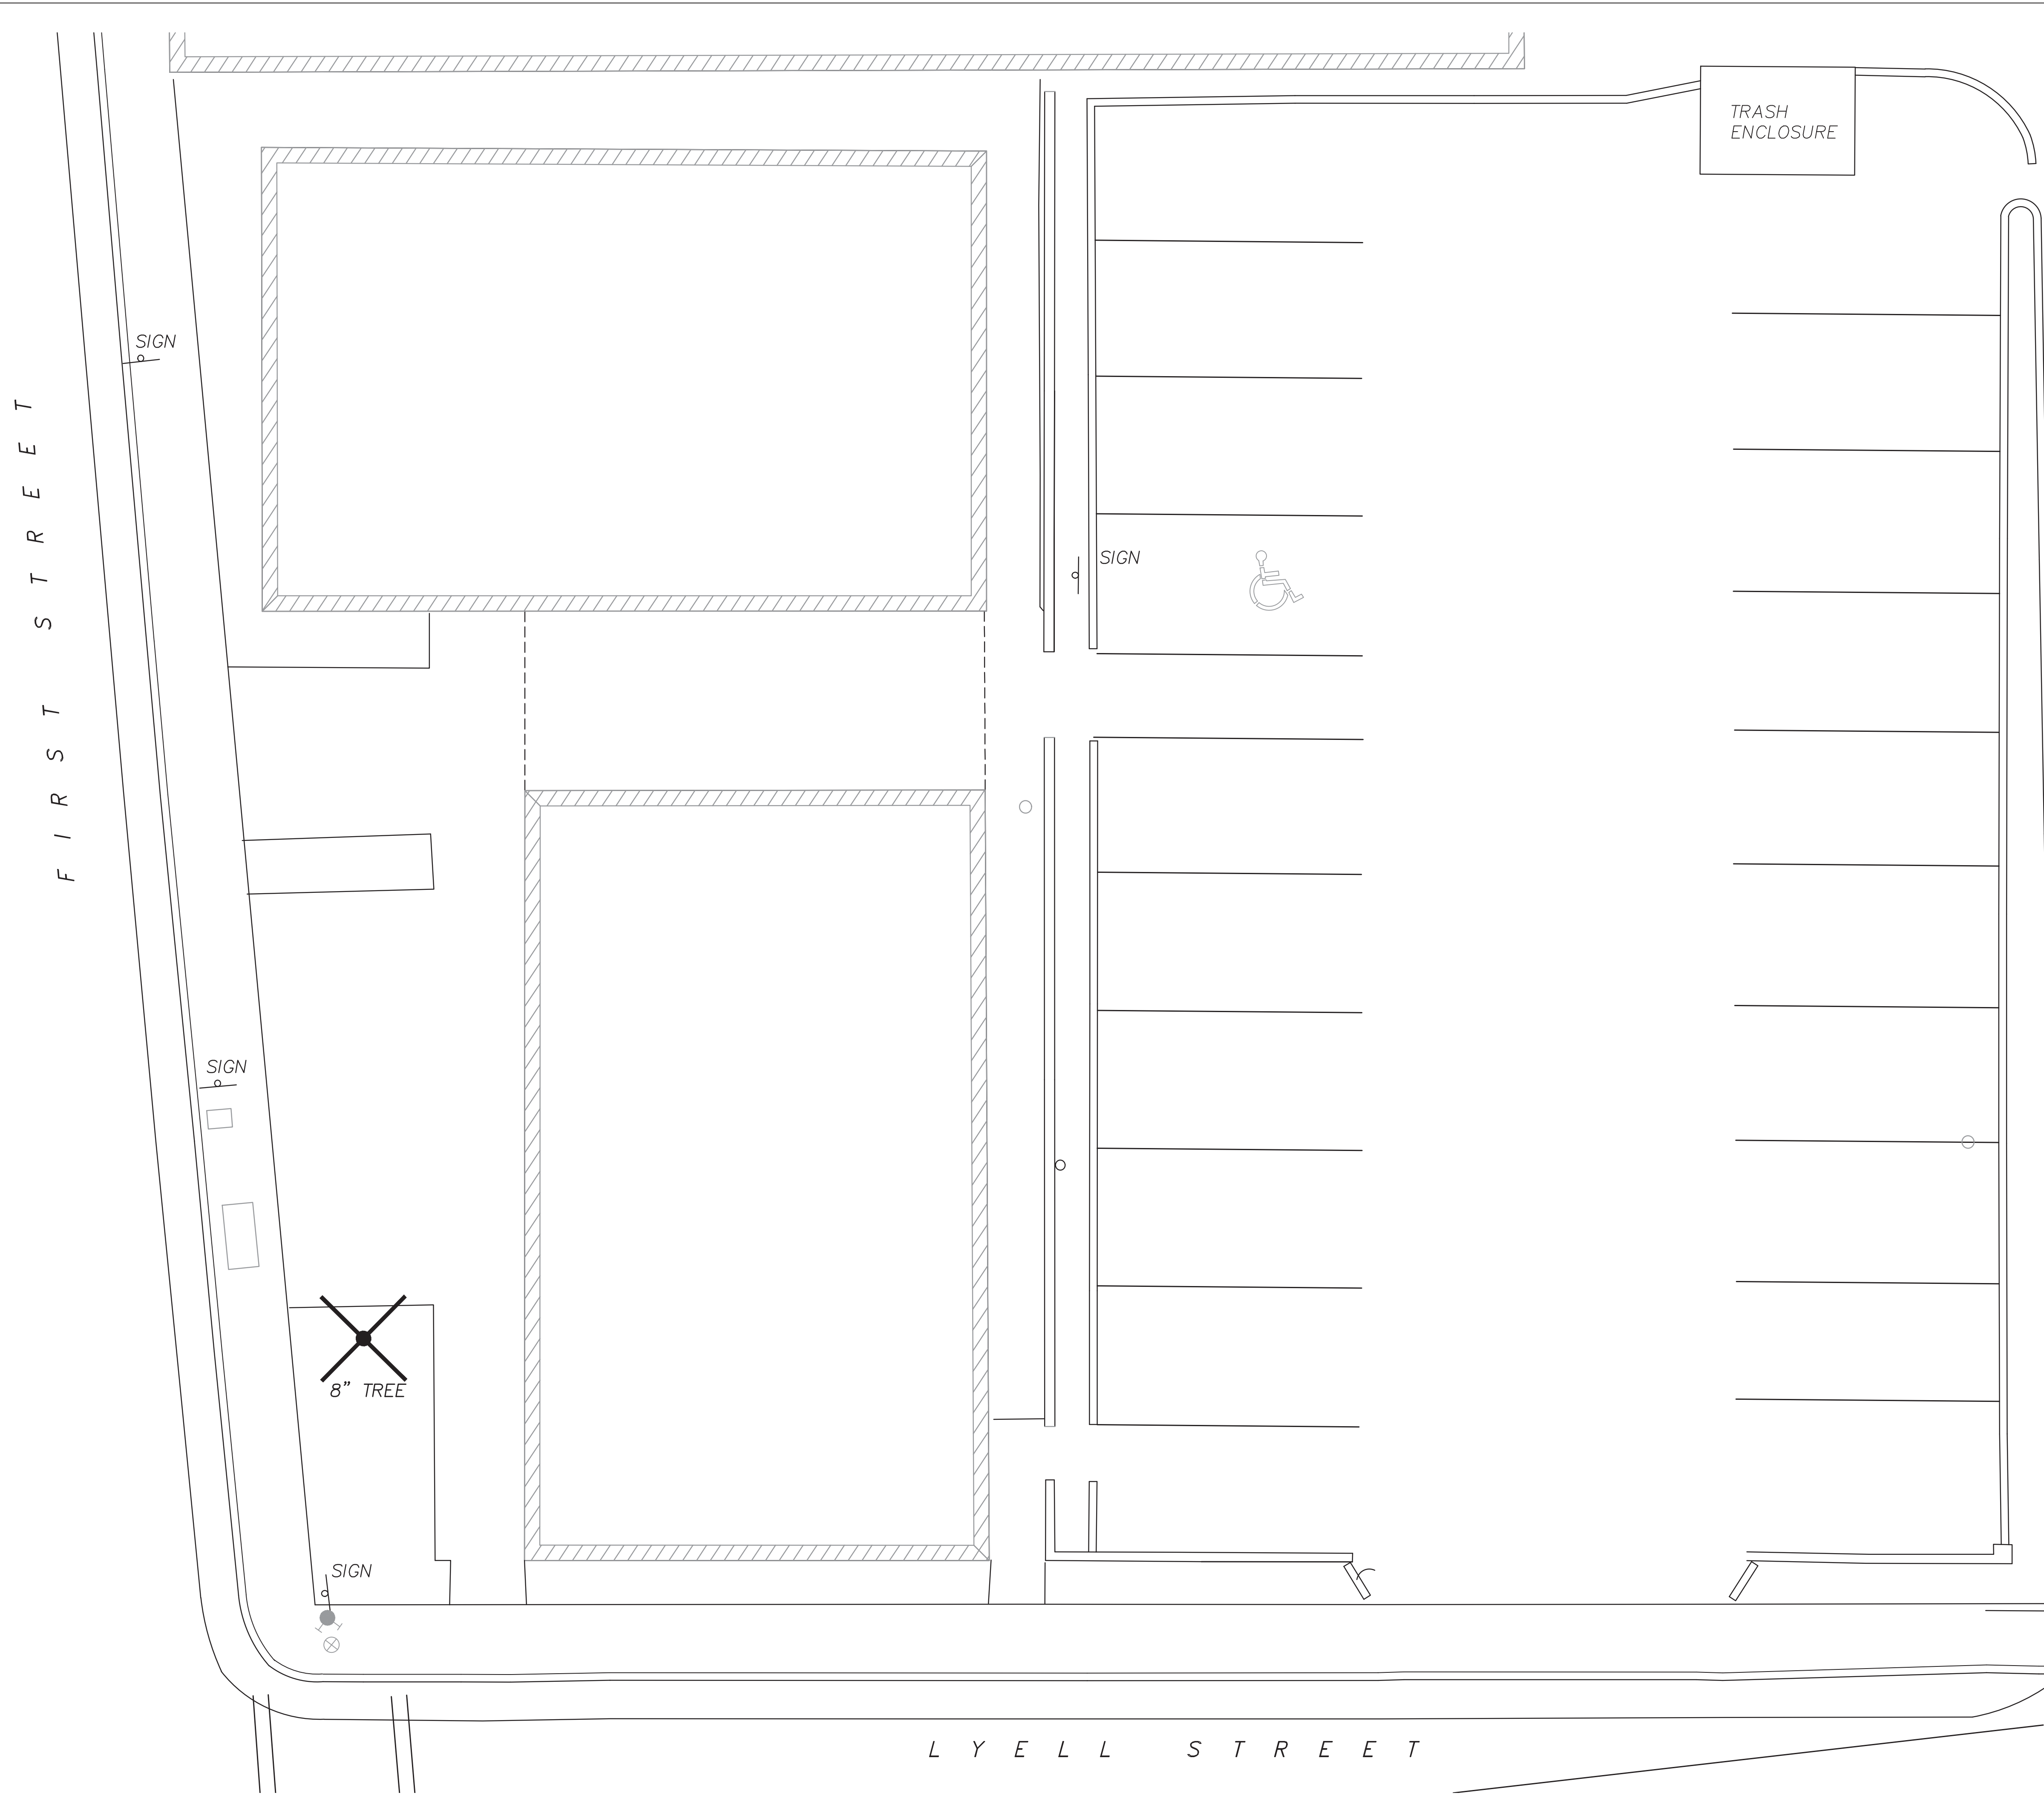 TRASH
ENCLOSURE
SIGN
FIRST STREET
SIGN
SIGN
8” TREE
SIGN
LYELL STREET